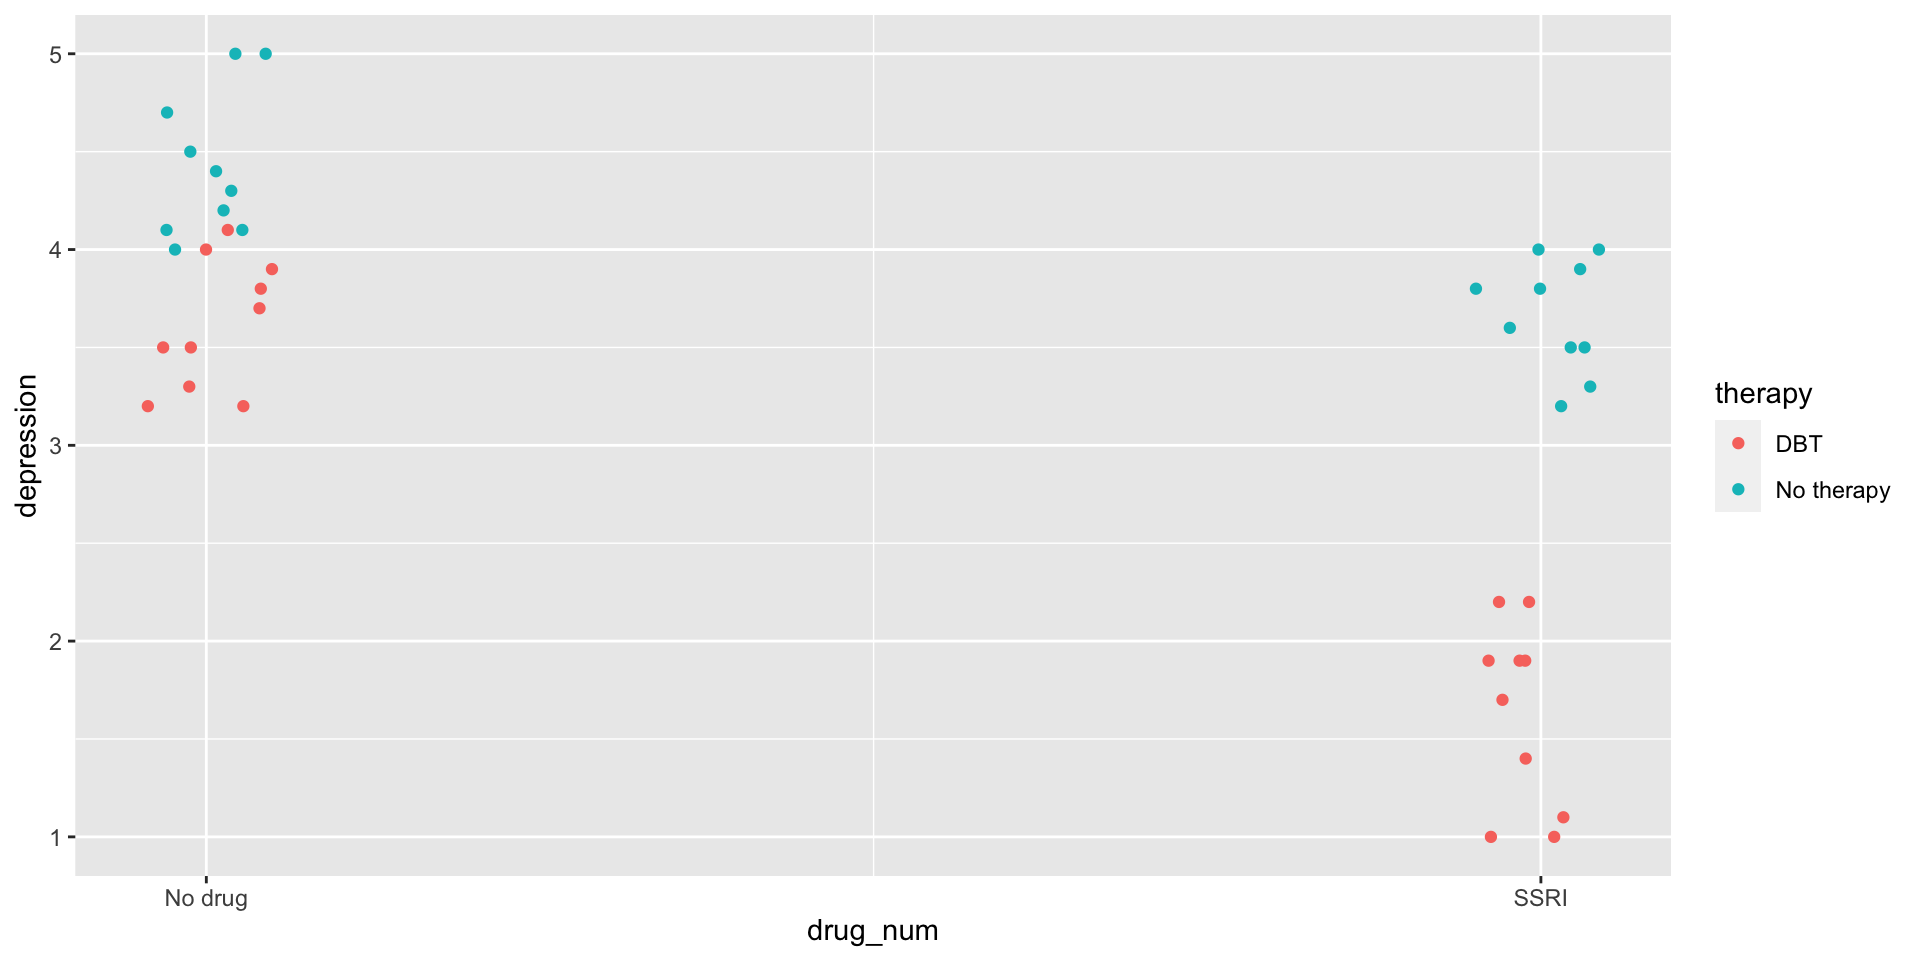 5
4
3
2
1
depression
No drug
SSRI
drug_num
therapy
DBT
No therapy